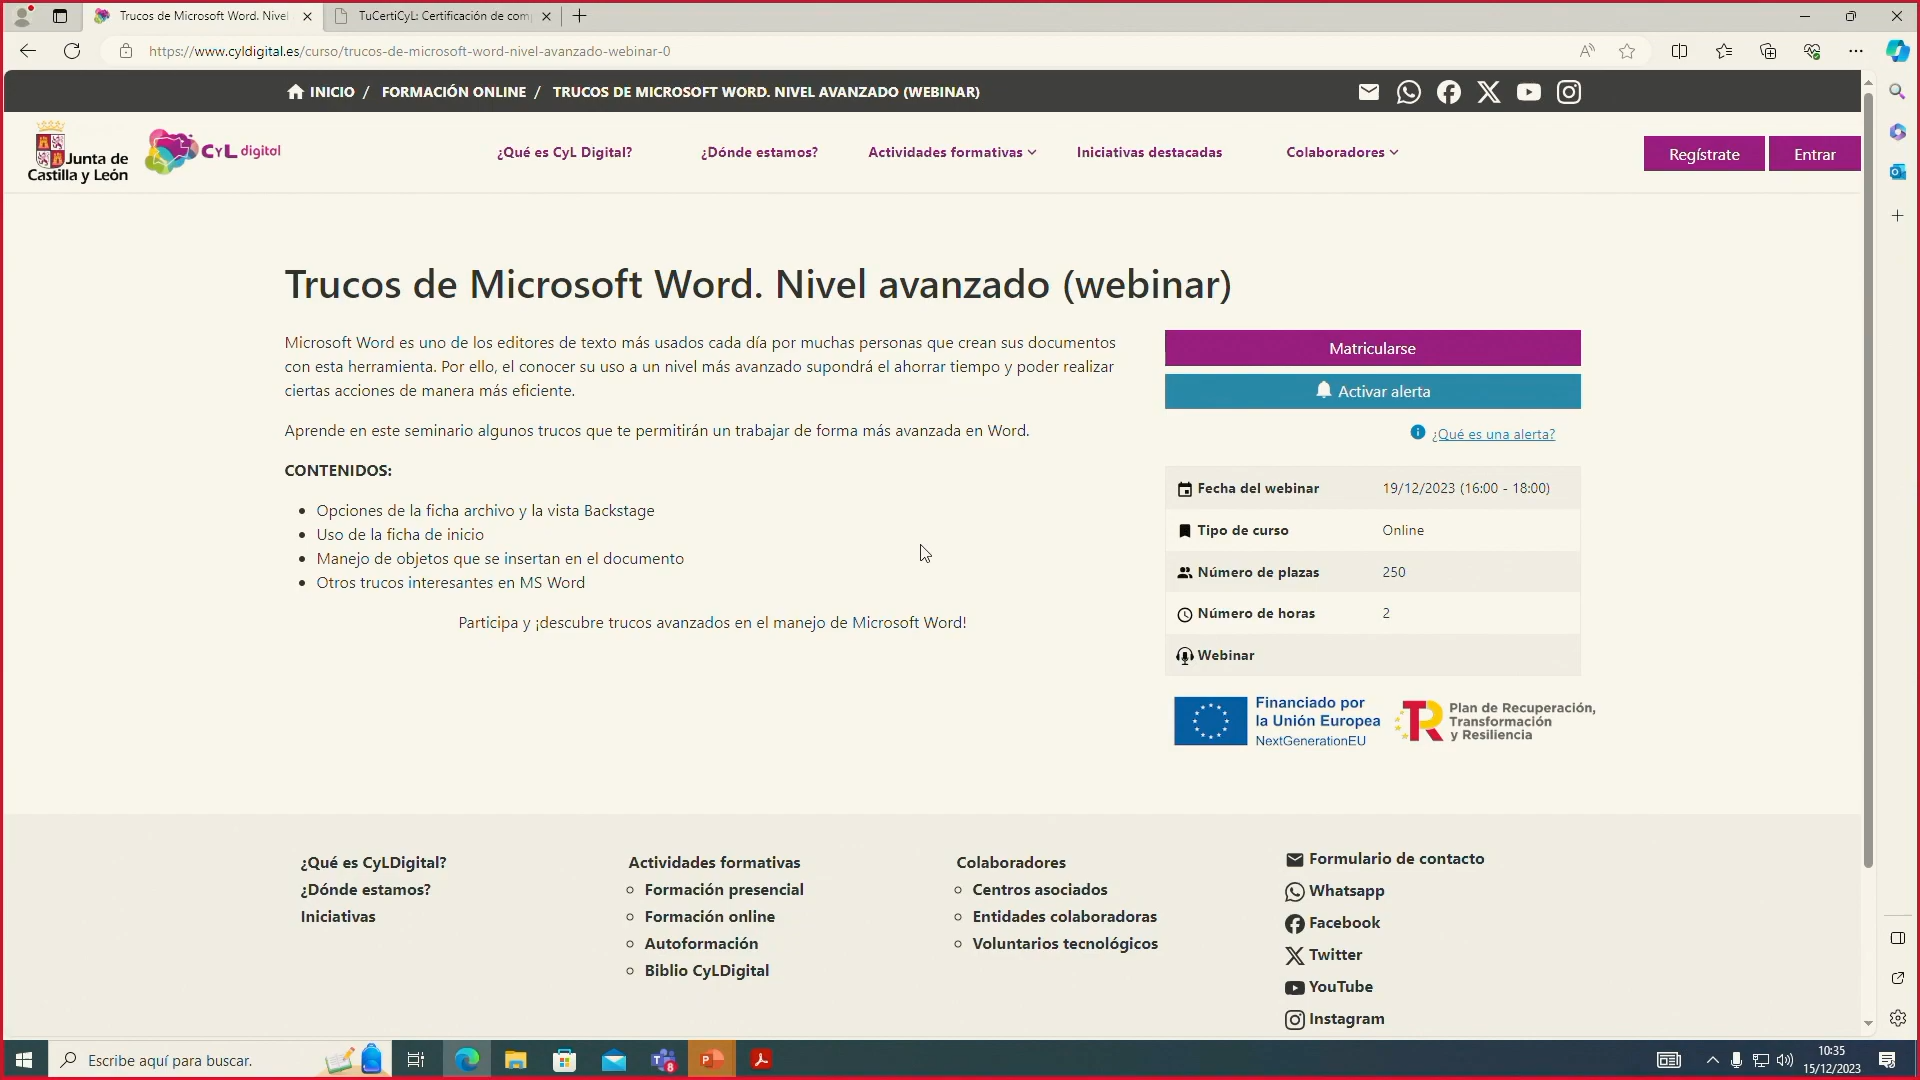 Trucos de Microsoft Word. Nivel
TuCertiCyL: Certificación de com
https://www.cyldigital.es/curso/trucos-de-microsoft-word-nivel-avanzado-webinar-0
INICIO / FORMACIÓN ONLINE / TRUCOS DE MICROSOFT WORD. NIVEL AVANZADO (WEBINAR)
Junta de
Castilla y León
CyL digital
¿Qué es CyL Digital?
¿Dónde estamos?
Actividades formativas
Iniciativas destacadas
Colaboradores
Regístrate
Entrar
Trucos de Microsoft Word. Nivel avanzado (webinar)
Microsoft Word es uno de los editores de texto más usados cada día por muchas personas que crean sus documentos
con esta herramienta. Por ello, el conocer su uso a un nivel más avanzado supondrá el ahorrar tiempo y poder realizar
ciertas acciones de manera más eficiente.
Aprende en este seminario algunos trucos que te permitirán un trabajar de forma más avanzada en Word.
CONTENIDOS:
• Opciones de la ficha archivo y la vista Backstage
• Uso de la ficha de inicio
• Manejo de objetos que se insertan en el documento
• Otros trucos interesantes en MS Word
Participa y ¡descubre trucos avanzados en el manejo de Microsoft Word!
Matricularse
Activar alerta
¿Qué es una alerta?
Fecha del webinar 19/12/2023 (16:00 - 18:00)
Tipo de curso Online
Número de plazas 250
Número de horas 2
Webinar
Financiado por
la Unión Europea
NextGenerationEU
Plan de Recuperación,
Transformación
y Resiliencia
¿Qué es CyLDigital?
¿Dónde estamos?
Iniciativas
Actividades formativas
Formación presencial
Formación online
Autoformación
Biblio CyLDigital
Colaboradores
Centros asociados
Entidades colaboradoras
Voluntarios tecnológicos
Formulario de contacto
Whatsapp
Facebook
Twitter
YouTube
Instagram
Escribe aquí para buscar.
8
10:35
15/12/2023